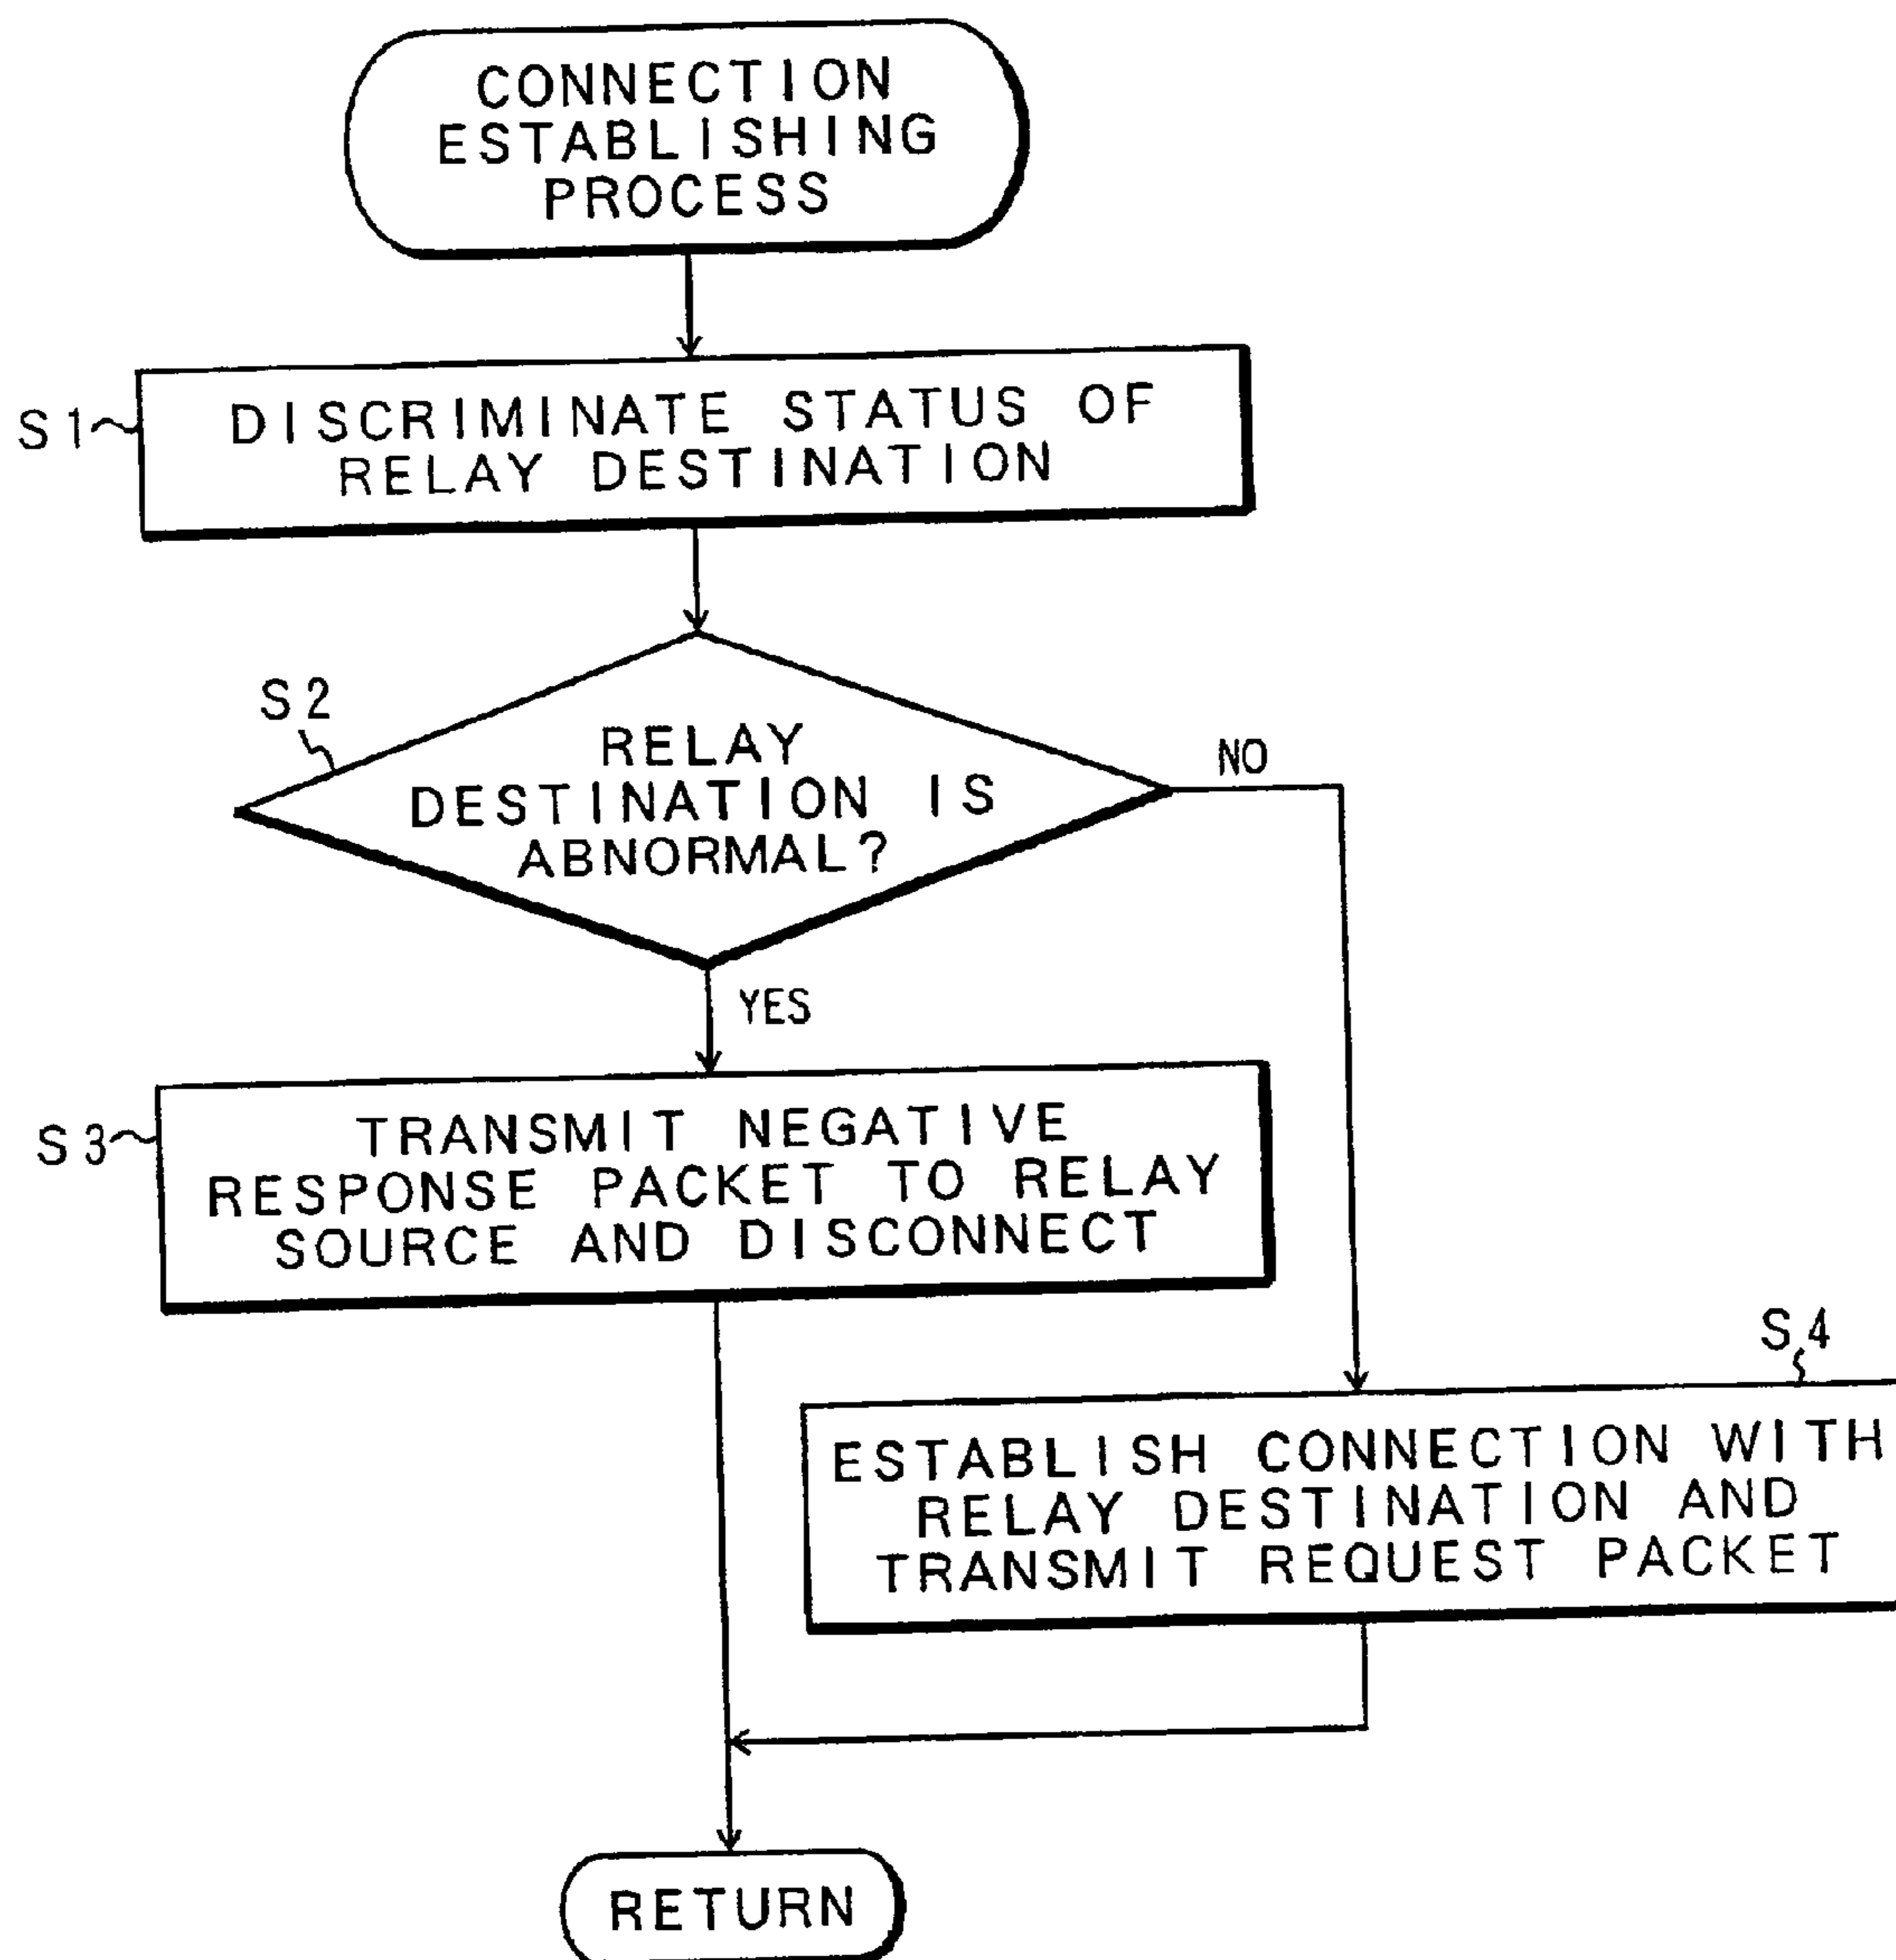 CONNECTION
ESTABLISHING
PROCESS
S1
DISCRIMINATE STATUS OF
RELAY DESTINATION
S2
RELAY
DESTINATION IS
ABNORMAL?
NO
YES
S3
TRANSMIT NEGATIVE
RESPONSE PACKET TO RELAY
SOURCE AND DISCONNECT
S4
ESTABLISH CONNECTION WITH
RELAY DESTINATION AND
TRANSMIT REQUEST PACKET
RETURN